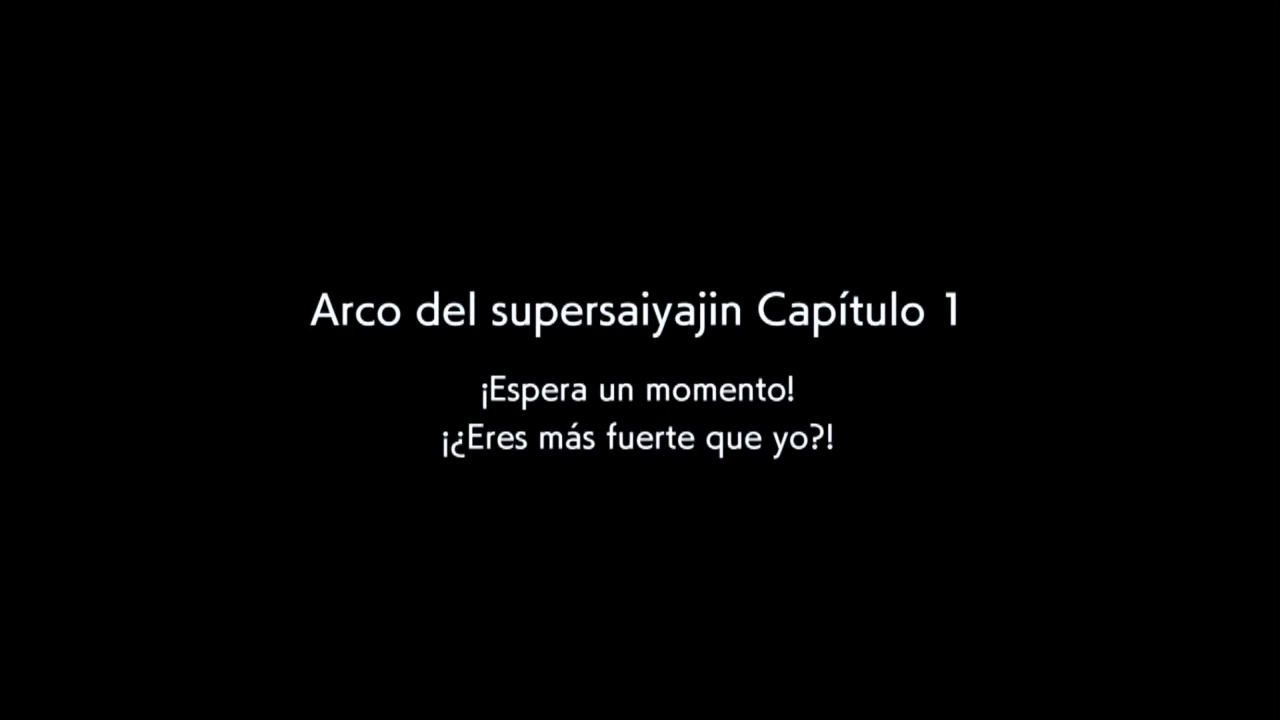 Arco del supersaiyajin Capítulo 1
¡Espera un momento!
¡¿Eres más fuerte que yo?!